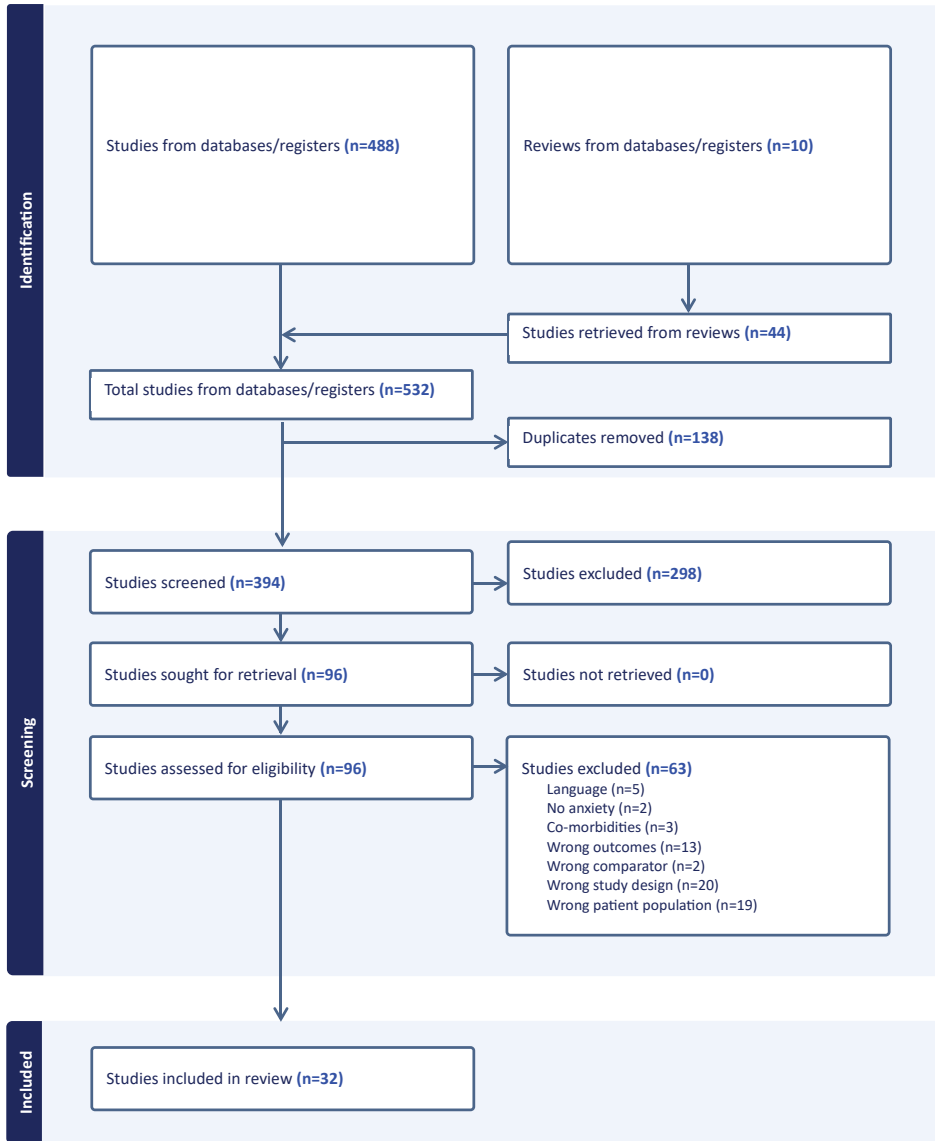 Identification
Studies from databases/registers (n=488)
Reviews from databases/registers (n=10)
Studies retrieved from reviews (n=44)
Total studies from databases/registers (n=532)
Duplicates removed (n=138)
Screening
Studies screened (n=394)
Studies excluded (n=298)
Studies sought for retrieval (n=96)
Studies not retrieved (n=0)
Studies assessed for eligibility (n=96)
Studies excluded (n=63)
Language (n=5)
No anxiety (n=2)
Co-morbidities (n=3)
Wrong outcomes (n=13)
Wrong comparator (n=2)
Wrong study design (n=20)
Wrong patient population (n=19)
Included
Studies included in review (n=32)